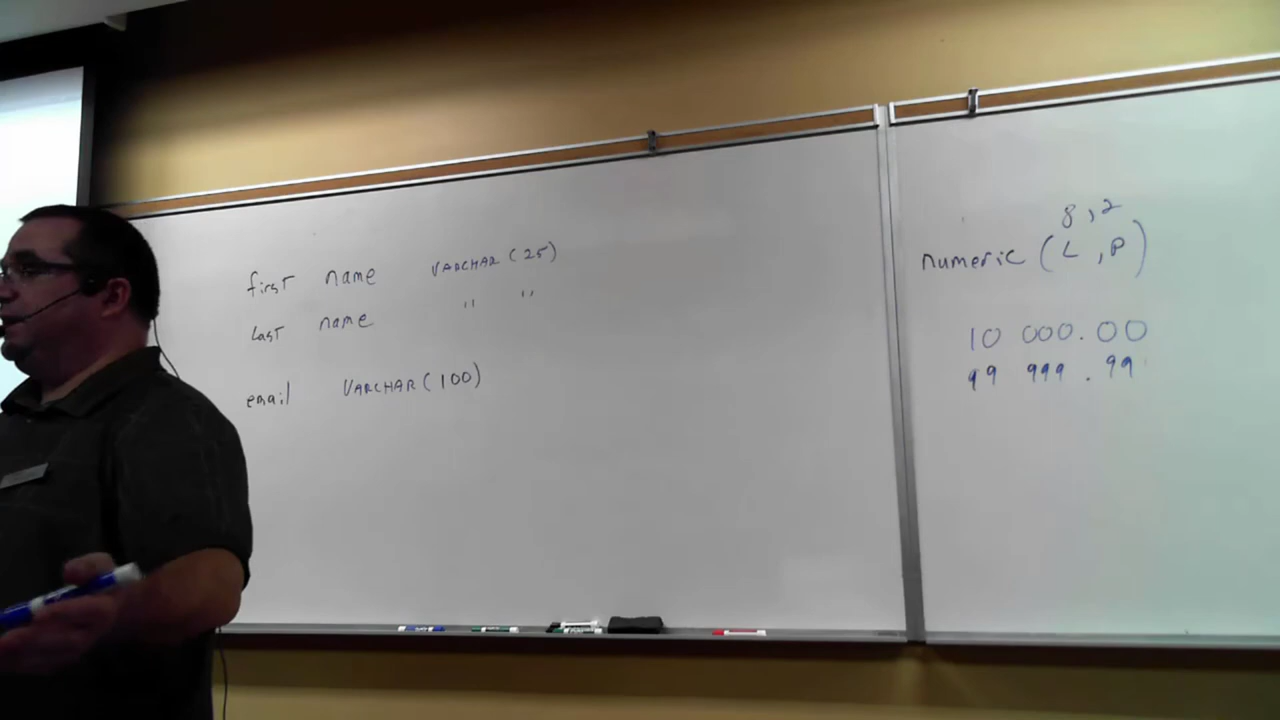 first name VARCHAR (25)
Last name " "
email VARCHAR (100)
8,2
numeric (L,P)
10 000.00
99 999.99